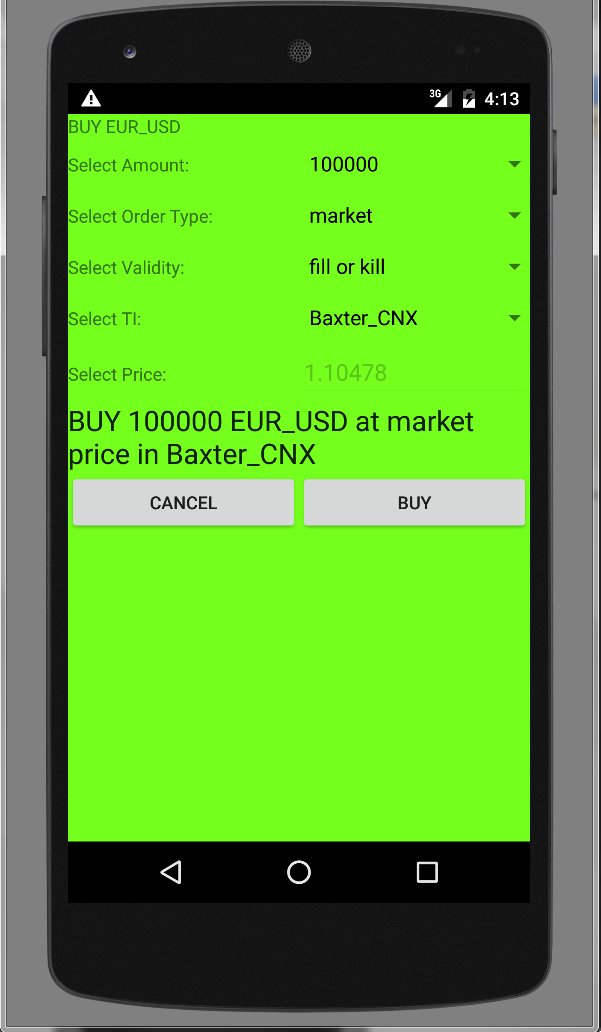 3G 4:13
BUY EUR_USD
Select Amount: 100000
Select Order Type: market
Select Validity: fill or kill
Select TI: Baxter_CNX
Select Price: 1.10478
BUY 100000 EUR_USD at market
price in Baxter_CNX
CANCEL BUY